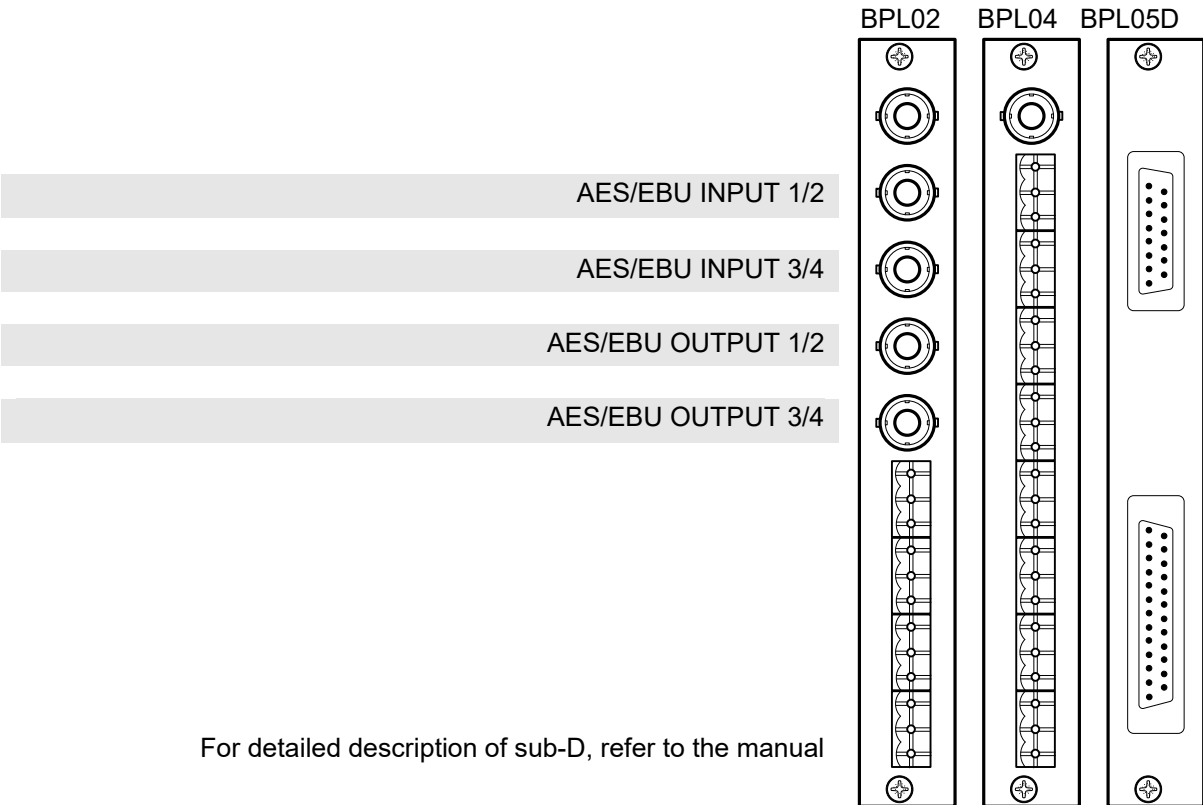 BPL02 BPL04 BPL05D
AES/EBU INPUT 1/2
AES/EBU INPUT 3/4
AES/EBU OUTPUT 1/2
AES/EBU OUTPUT 3/4
For detailed description of sub-D, refer to the manual